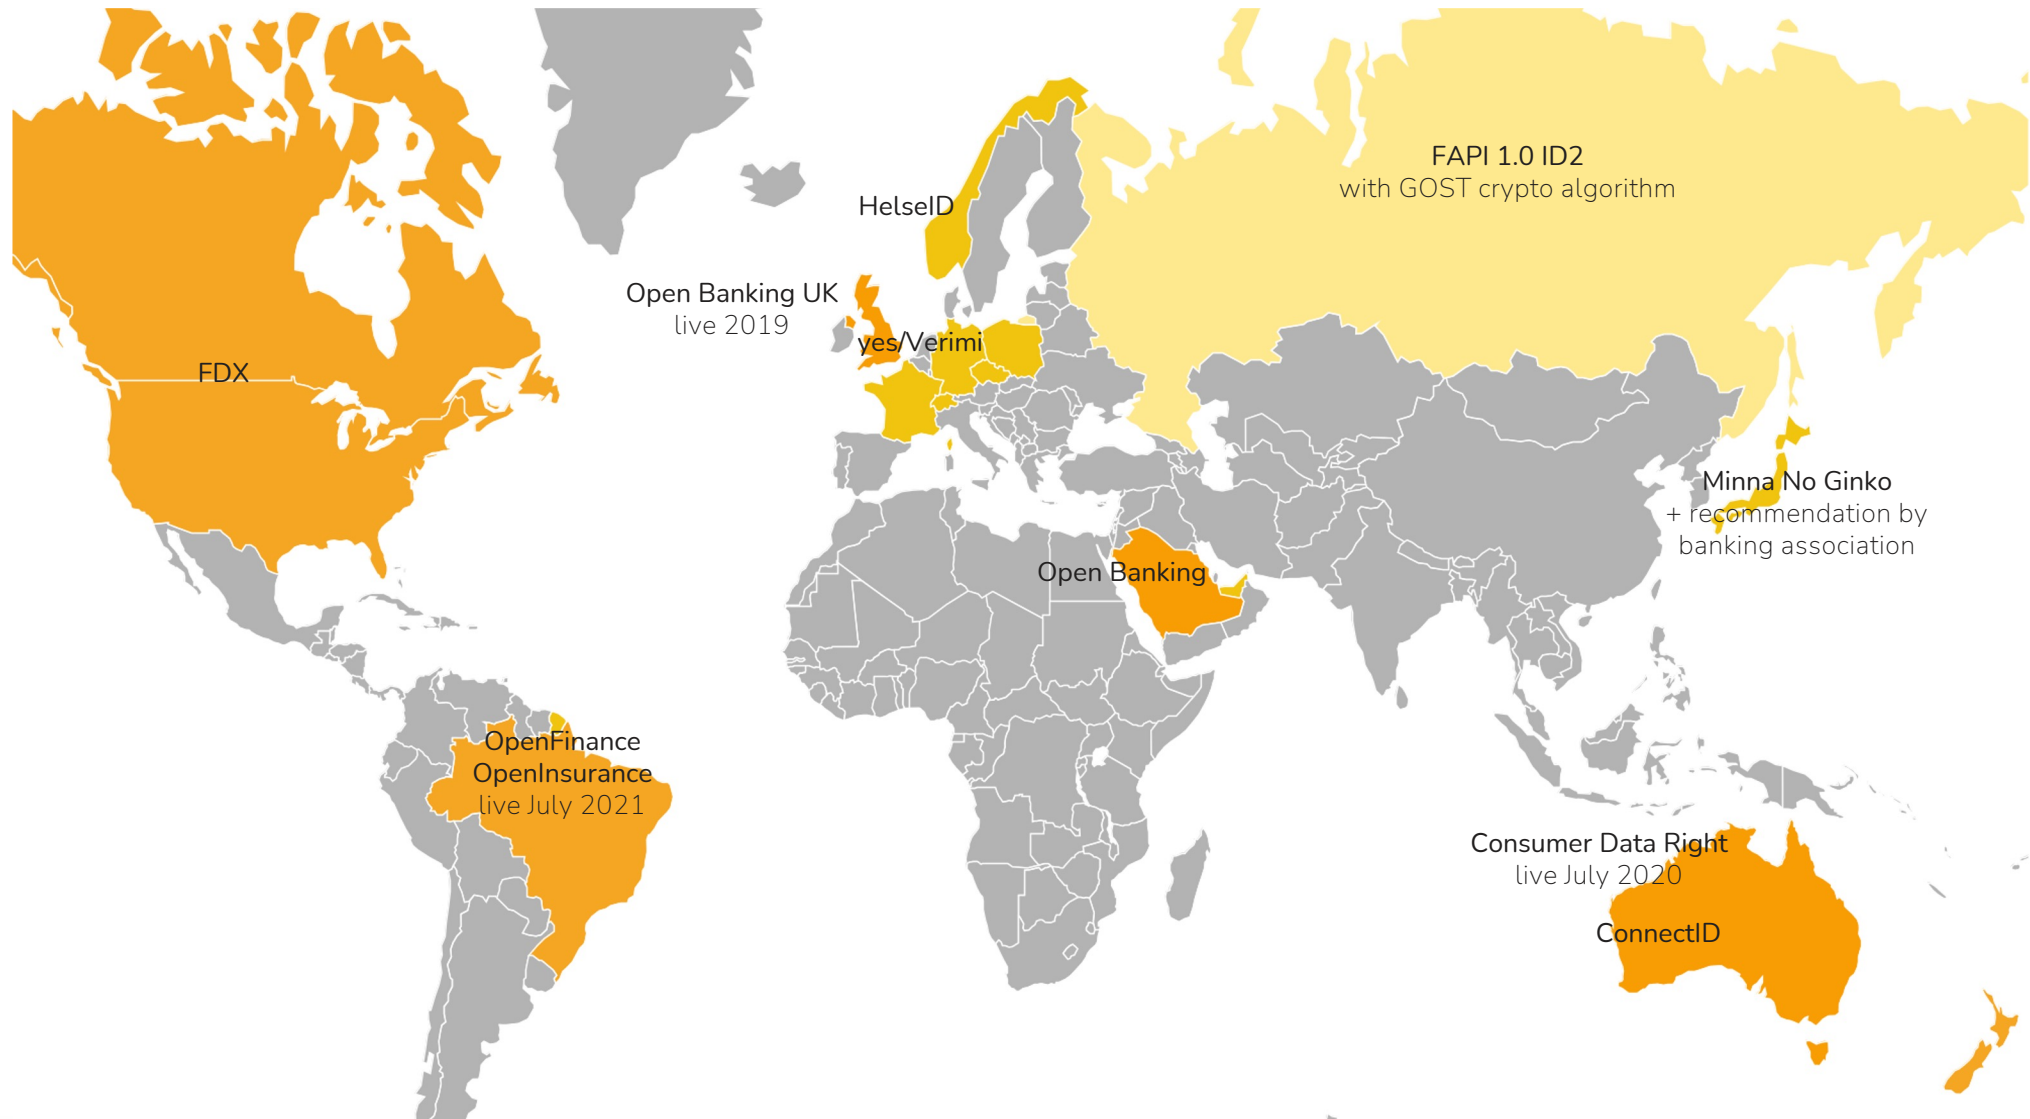 FAPI 1.0 ID2
with GOST crypto algorithm
HelseID
Open Banking UK
live 2019
yes/Verimi
FDX
Minna No Ginko
+ recommendation by
banking association
Open Banking
OpenFinance
OpenInsurance
live July 2021
Consumer Data Right
live July 2020
ConnectID